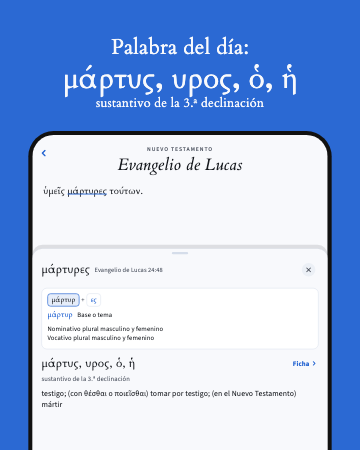 Palabra del día:
μάρτυς, υρος, ὁ, ἡ
sustantivo de la 3.ª declinación
NUEVO TESTAMENTO
Evangelio de Lucas
ὑμεῖς μάρτυρες τούτων.
μάρτυρες Evangelio de Lucas 24:48
μάρτυρ + ες
μάρτυρ Base o tema
Nominativo plural masculino y femenino
Vocativo plural masculino y femenino
μάρτυς, υρος, ὁ, ἡ Ficha
sustantivo de la 3.ª declinación
testigo; (con θέσθαι o ποιεῖσθαι) tomar por testigo; (en el Nuevo Testamento)
mártir